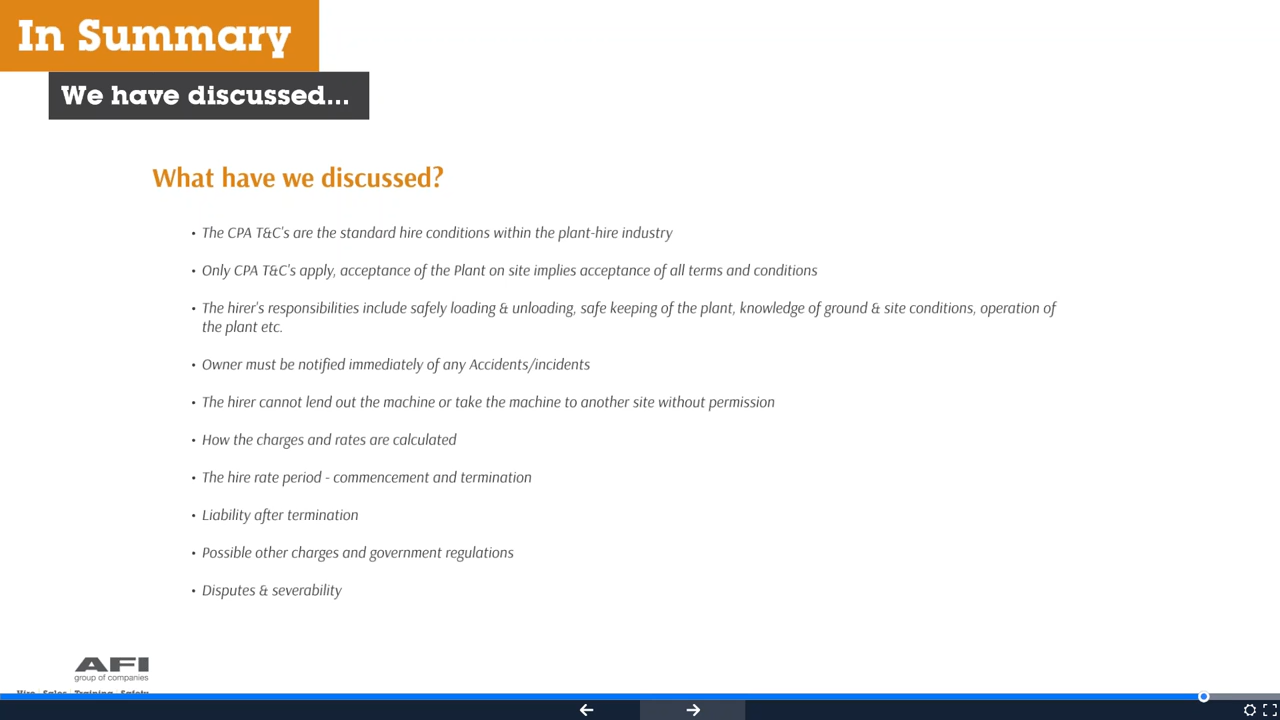 In Summary
We have discussed...
What have we discussed?
• The CPA T&C's are the standard hire conditions within the plant-hire industry
• Only CPA T&C's apply, acceptance of the Plant on site implies acceptance of all terms and conditions
• The hirer's responsibilities include safely loading & unloading, safe keeping of the plant, knowledge of ground & site conditions, operation of
the plant etc.
• Owner must be notified immediately of any Accidents/incidents
• The hirer cannot lend out the machine or take the machine to another site without permission
• How the charges and rates are calculated
• The hire rate period - commencement and termination
• Liability after termination
• Possible other charges and government regulations
• Disputes & severability
AFI
group of companies
Hire Sales Training Safety